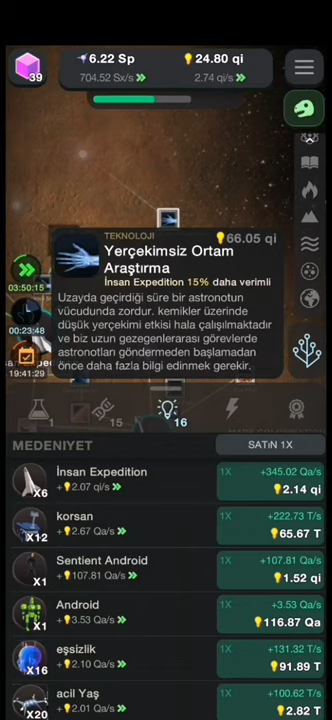 39
6.22 Sp
24.80 qi
704.52 Sx/s
2.74 qi/s
TEKNOLOJI
66.05 qi
Yerçekimsiz Ortam
Araştırma
İnsan Expedition 15% daha verimli
Uzayda geçirdiği süre bir astronotun
vücudunda zordur. kemikler üzerinde
düşük yerçekimi etkisi hala çalışılmaktadır
ve biz uzun gezegenlerarası görevlerde
astronotları göndermeden başlamadan
önce daha fazla bilgi edinmek gerekir.
03:50:15
00:23:48
19:41:29
1
15
16
MEDENIYET
SATıN 1X
İnsan Expedition
1X
+345.02 Qa/s
X6
+2.07 qi/s
2.14 qi
korsan
1X
+222.73 T/s
X12
+2.67 Qa/s
65.67 T
Sentient Android
1X
+107.81 Qa/s
X1
+107.81 Qa/s
1.52 qi
Android
1X
+3.53 Qa/s
X1
+3.53 Qa/s
116.87 Qa
eşsizlik
1X
+131.32 T/s
X16
+2.10 Qa/s
91.89 T
acil Yaş
1X
+100.62 T/s
X20
+2.01 Qa/s
2.82 T